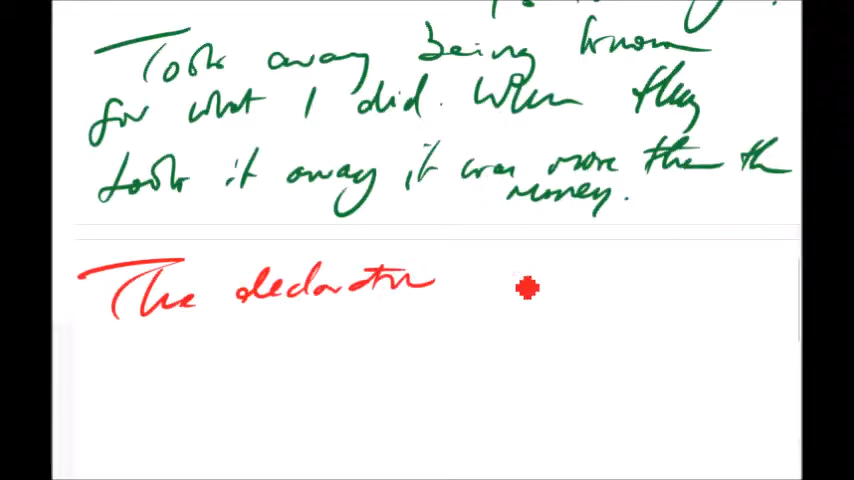 Took away being known
for what I did. When they
took it away it was more than th
money.
The declaration